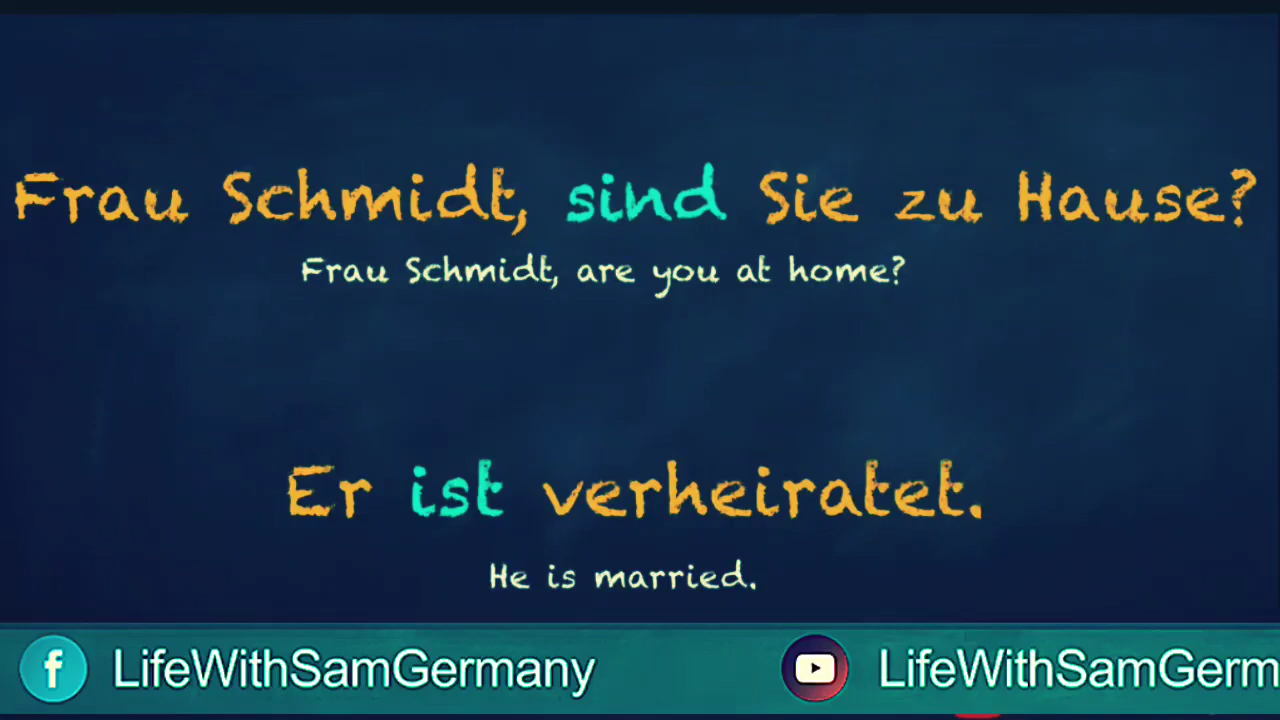 Frau Schmidt, sind Sie zu Hause?
Frau Schmidt, are you at home?
Er ist verheiratet.
He is married.
LifeWithSamGermany
LifeWithSamGerm